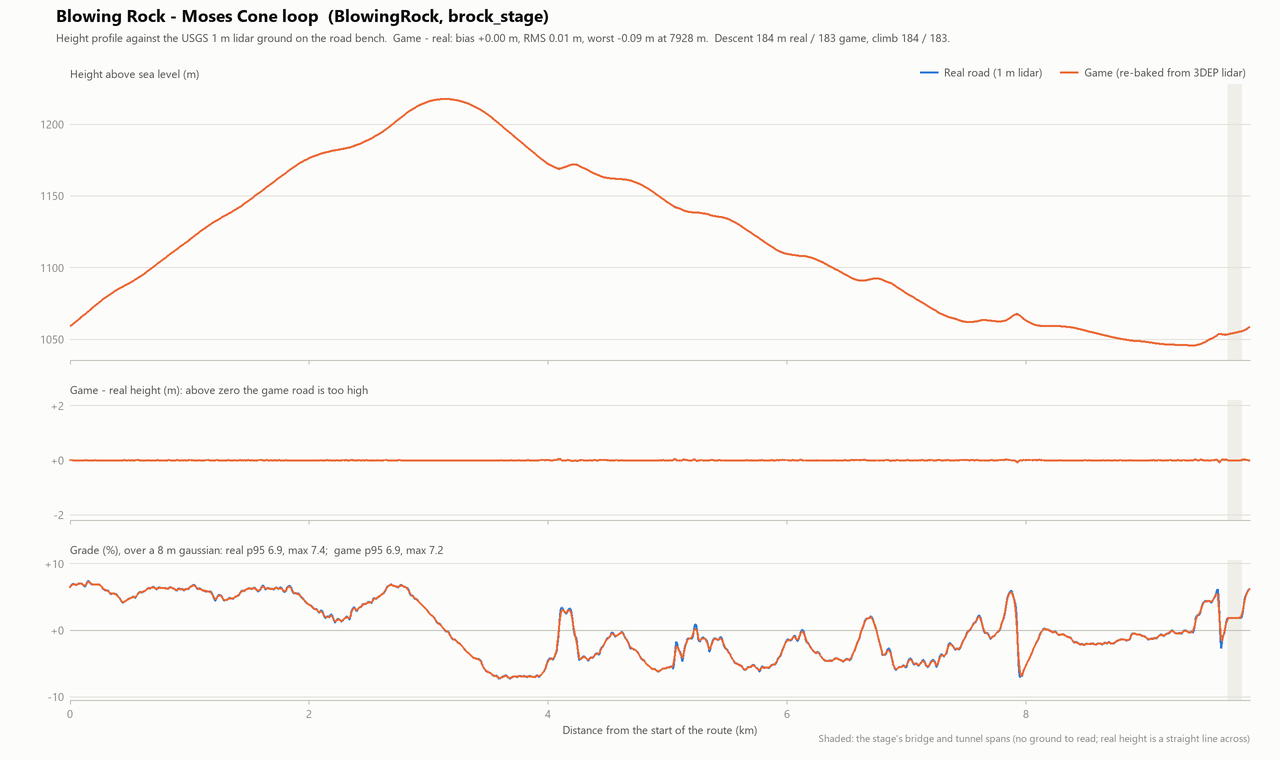 Blowing Rock - Moses Cone loop (BlowingRock, brock_stage)
Height profile against the USGS 1 m lidar ground on the road bench. Game - real: bias +0.00 m, RMS 0.01 m, worst -0.09 m at 7928 m. Descent 184 m real / 183 game, climb 184 / 183.
Height above sea level (m)
Real road (1 m lidar)
Game (re-baked from 3DEP lidar)
1200
1150
1100
1050
Game - real height (m): above zero the game road is too high
+2
+0
-2
Grade (%), over a 8 m gaussian: real p95 6.9, max 7.4; game p95 6.9, max 7.2
+10
+0
-10
0 2 4 6 8
Distance from the start of the route (km)
Shaded: the stage's bridge and tunnel spans (no ground to read; real height is a straight line across)